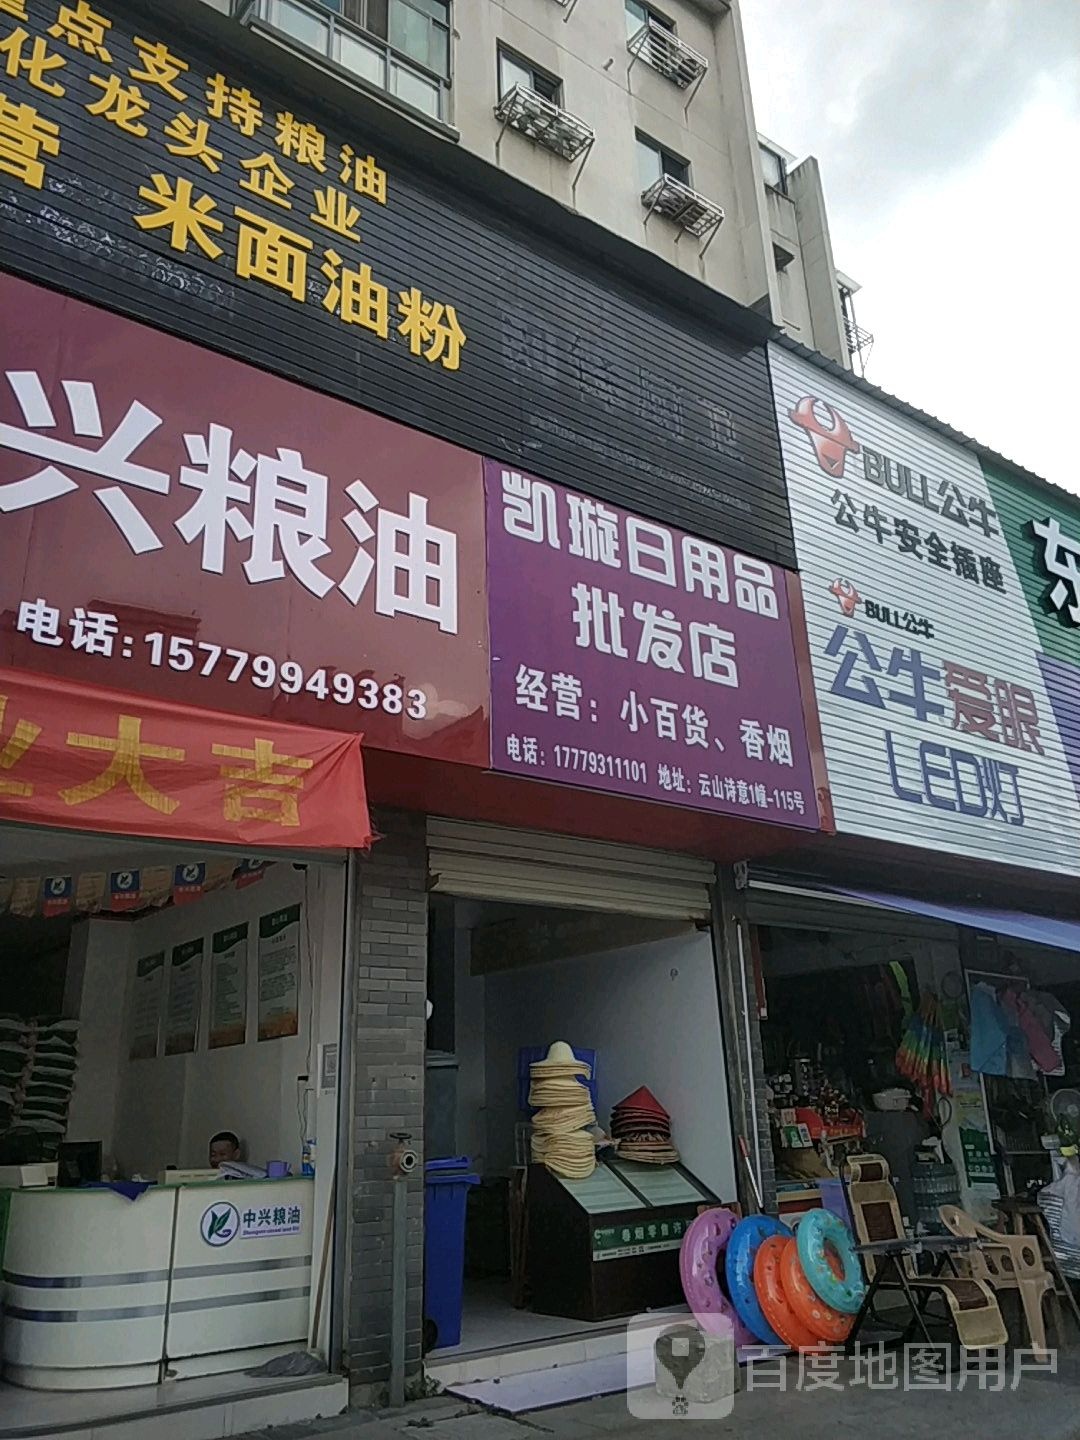 点支持粮油
化龙头企业
营 米面油粉
兴粮油
电话:15779949383
业大吉
凯璇日用品
批发店
经营：小百货、香烟
电话：17779311101 地址：云山诗意1幢-115号
BULL公牛
公牛安全插座
BULL公牛
公牛爱眼
LED灯
东
中兴粮油
百度地图用户